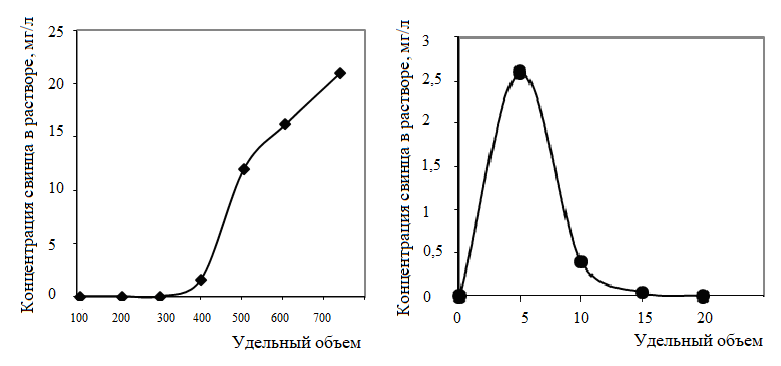 Концентрация свинца в растворе, мг/л
25
20
15
10
5
0
100 200 300 400 500 600 700
Удельный объем
Концентрация свинца в растворе, мг/л
3
2,5
2
1,5
1
0,5
0
0 5 10 15 20
Удельный объем